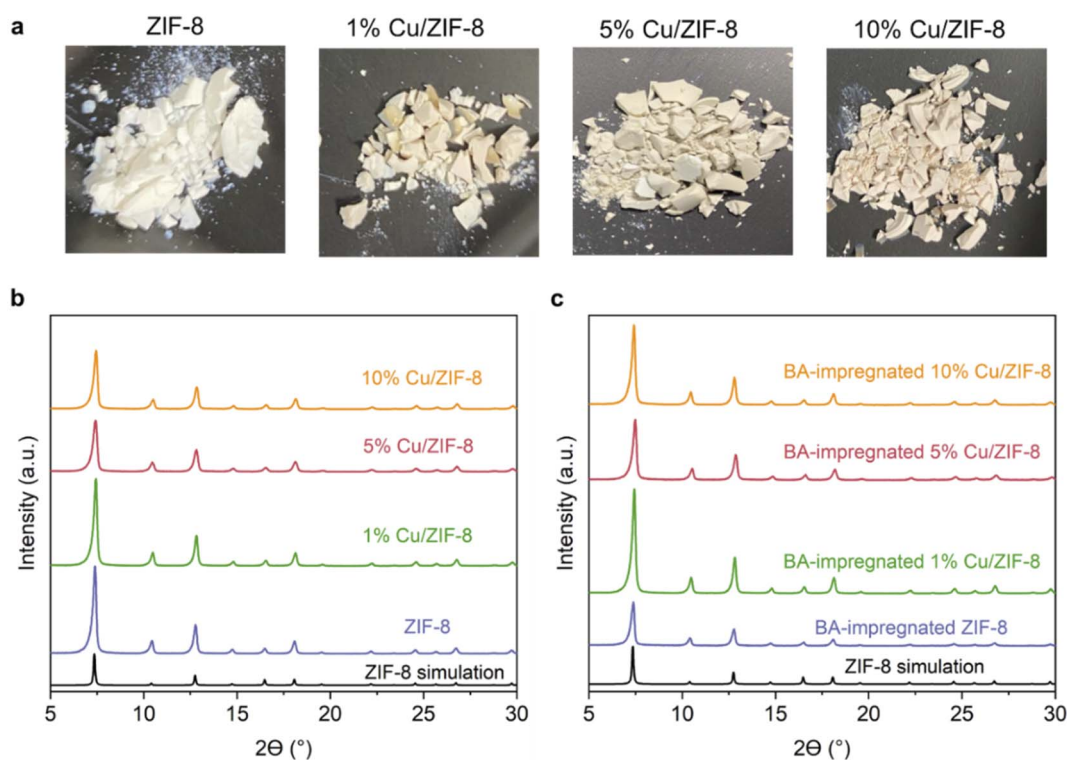 a
ZIF-8
1% Cu/ZIF-8
5% Cu/ZIF-8
10% Cu/ZIF-8
b
10% Cu/ZIF-8
5% Cu/ZIF-8
1% Cu/ZIF-8
ZIF-8
ZIF-8 simulation
Intensity (a.u.)
5
10
15
20
25
30
2Θ (°)
c
BA-impregnated 10% Cu/ZIF-8
BA-impregnated 5% Cu/ZIF-8
BA-impregnated 1% Cu/ZIF-8
BA-impregnated ZIF-8
ZIF-8 simulation
Intensity (a.u.)
5
10
15
20
25
30
2Θ (°)